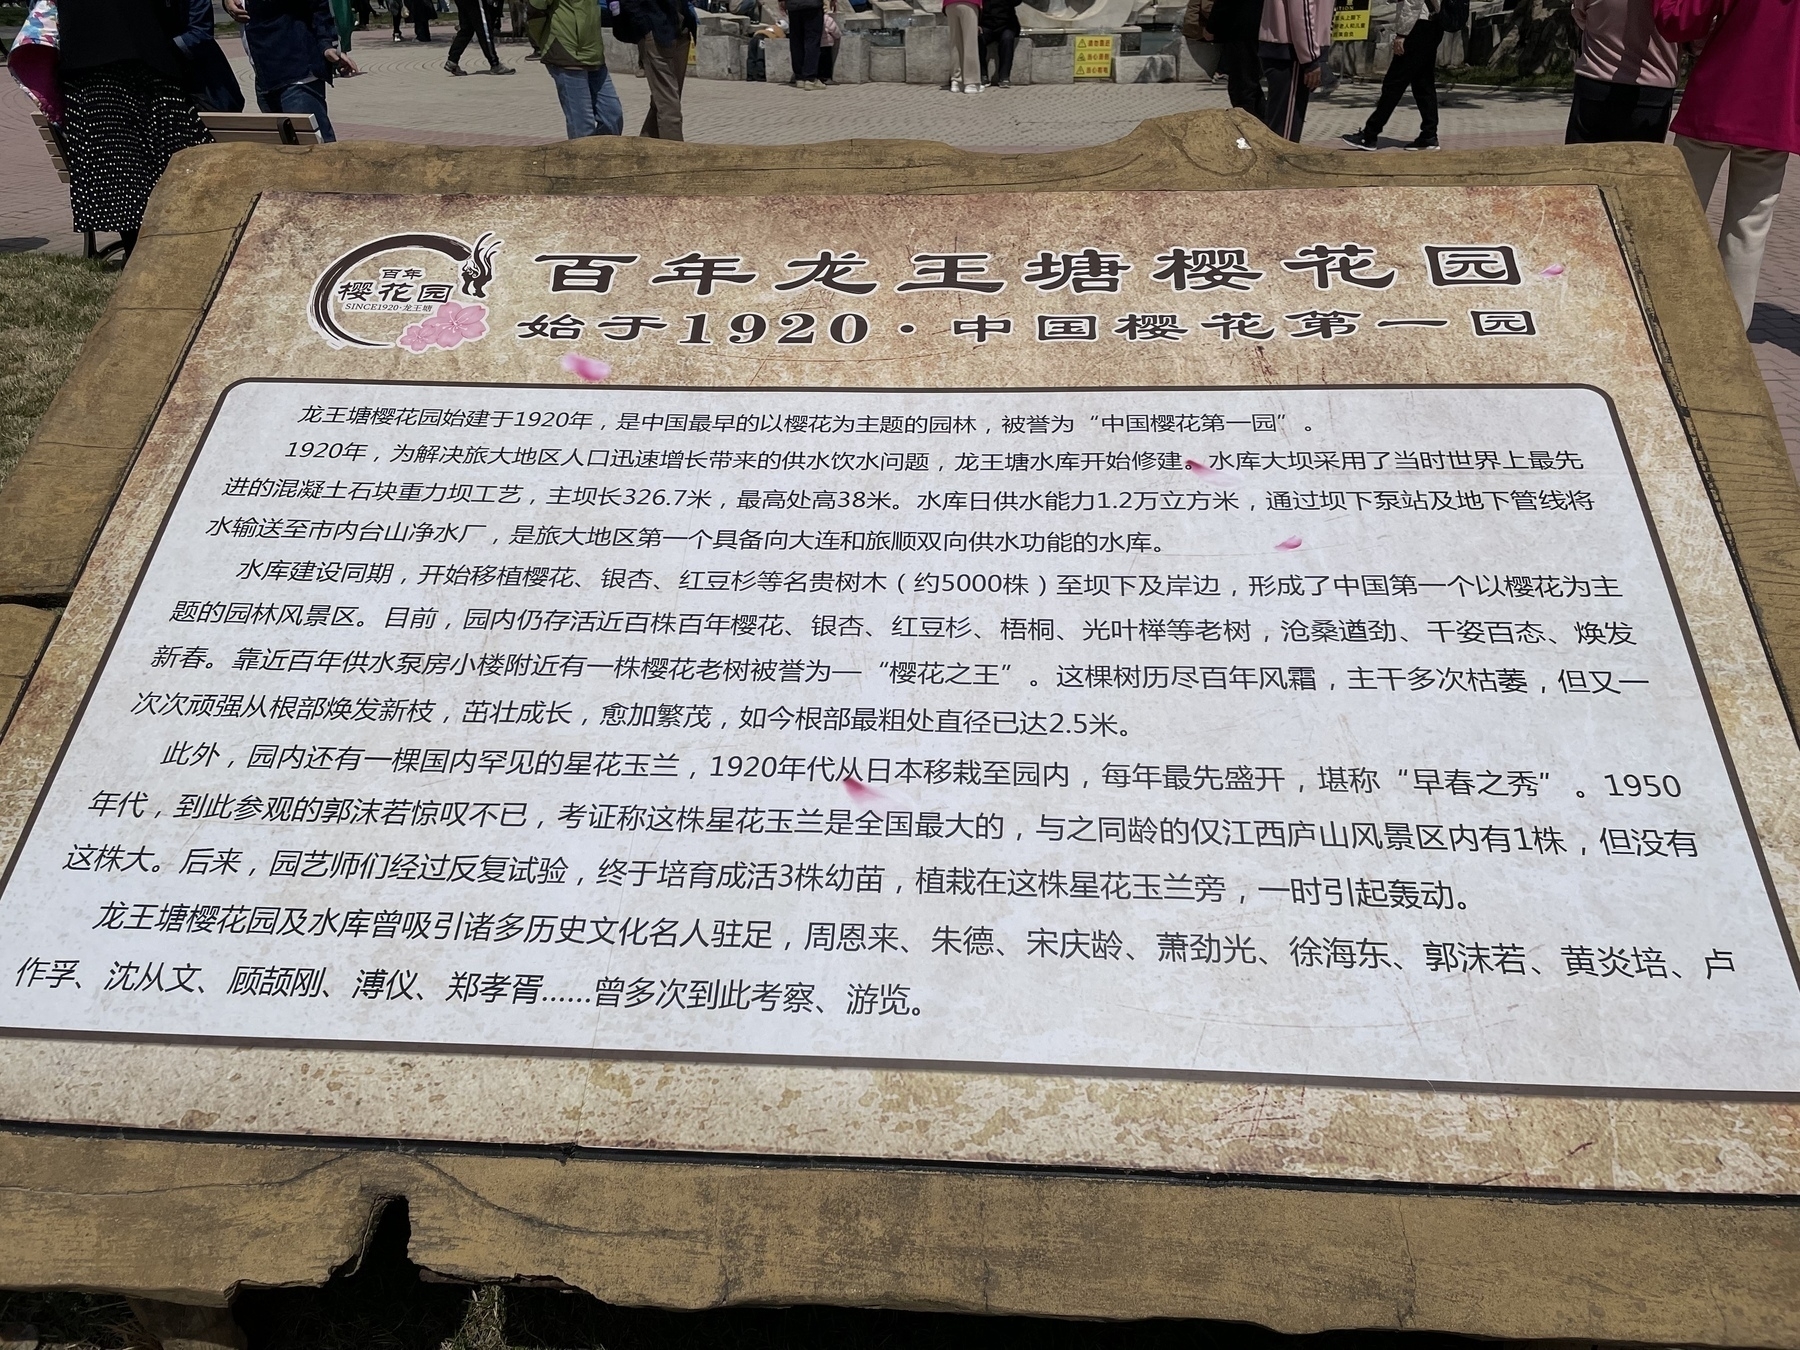 百年
樱花园
SINCE1920·龙王塘
百年龙王塘樱花园
始于1920·中国樱花第一园
龙王塘樱花园始建于1920年，是中国最早的以樱花为主题的园林，被誉为“中国樱花第一园”。
1920年，为解决旅大地区人口迅速增长带来的供水饮水问题，龙王塘水库开始修建。水库大坝采用了当时世界上最先
进的混凝土石块重力坝工艺，主坝长326.7米，最高处高38米。水库日供水能力1.2万立方米，通过坝下泵站及地下管线将
水输送至市内台山净水厂，是旅大地区第一个具备向大连和旅顺双向供水功能的水库。
水库建设同期，开始移植樱花、银杏、红豆杉等名贵树木（约5000株）至坝下及岸边，形成了中国第一个以樱花为主
题的园林风景区。目前，园内仍存活近百株百年樱花、银杏、红豆杉、梧桐、光叶榉等老树，沧桑遒劲、千姿百态、焕发
新春。靠近百年供水泵房小楼附近有一株樱花老树被誉为—“樱花之王”。这棵树历尽百年风霜，主干多次枯萎，但又一
次次顽强从根部焕发新枝，茁壮成长，愈加繁茂，如今根部最粗处直径已达2.5米。
此外，园内还有一棵国内罕见的星花玉兰，1920年代从日本移栽至园内，每年最先盛开，堪称“早春之秀”。1950
年代，到此参观的郭沫若惊叹不已，考证称这株星花玉兰是全国最大的，与之同龄的仅江西庐山风景区内有1株，但没有
这株大。后来，园艺师们经过反复试验，终于培育成活3株幼苗，植栽在这株星花玉兰旁，一时引起轰动。
龙王塘樱花园及水库曾吸引诸多历史文化名人驻足，周恩来、朱德、宋庆龄、萧劲光、徐海东、郭沫若、黄炎培、卢
作孚、沈从文、顾颉刚、溥仪、郑孝胥……曾多次到此考察、游览。